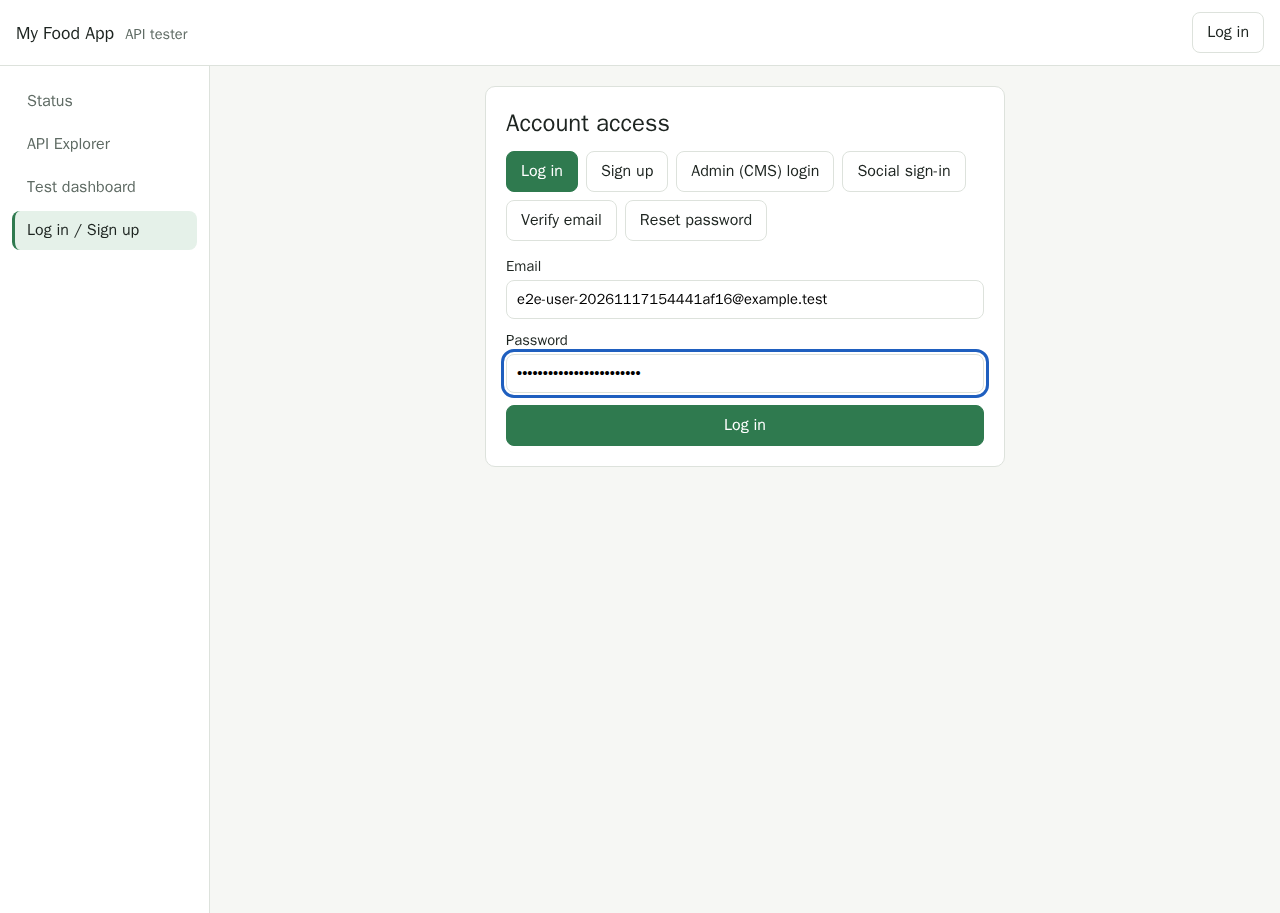 My Food App API tester
Log in
Status
API Explorer
Test dashboard
Log in / Sign up
Account access
Log in
Sign up
Admin (CMS) login
Social sign-in
Verify email
Reset password
Email
e2e-user-20261117154441af16@example.test
Password
••••••••••••••••••••••••
Log in